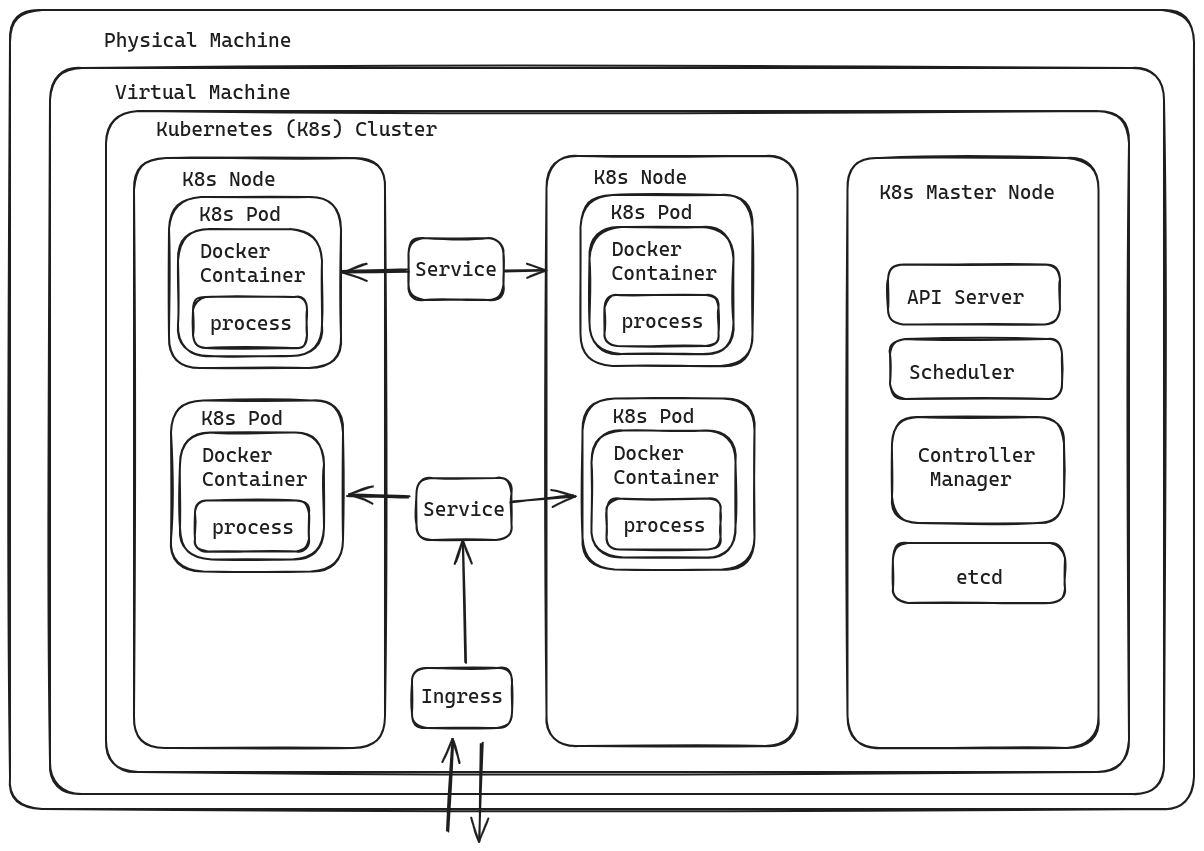 Physical Machine
Virtual Machine
Kubernetes (K8s) Cluster
K8s Node
K8s Pod
Docker
Container
process
K8s Pod
Docker
Container
process
Service
Service
Ingress
K8s Node
K8s Pod
Docker
Container
process
K8s Pod
Docker
Container
process
K8s Master Node
API Server
Scheduler
Controller
Manager
etcd